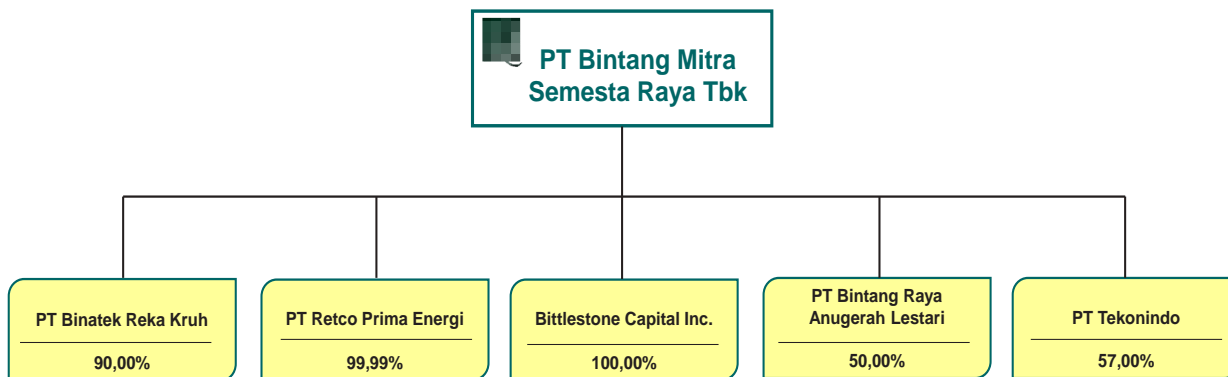 PT Bintang Mitra
Semesta Raya Tbk
PT Binatek Reka Kruh
90,00%
PT Retco Prima Energi
99,99%
Bittlestone Capital Inc.
100,00%
PT Bintang Raya
Anugerah Lestari
50,00%
PT Tekonindo
57,00%